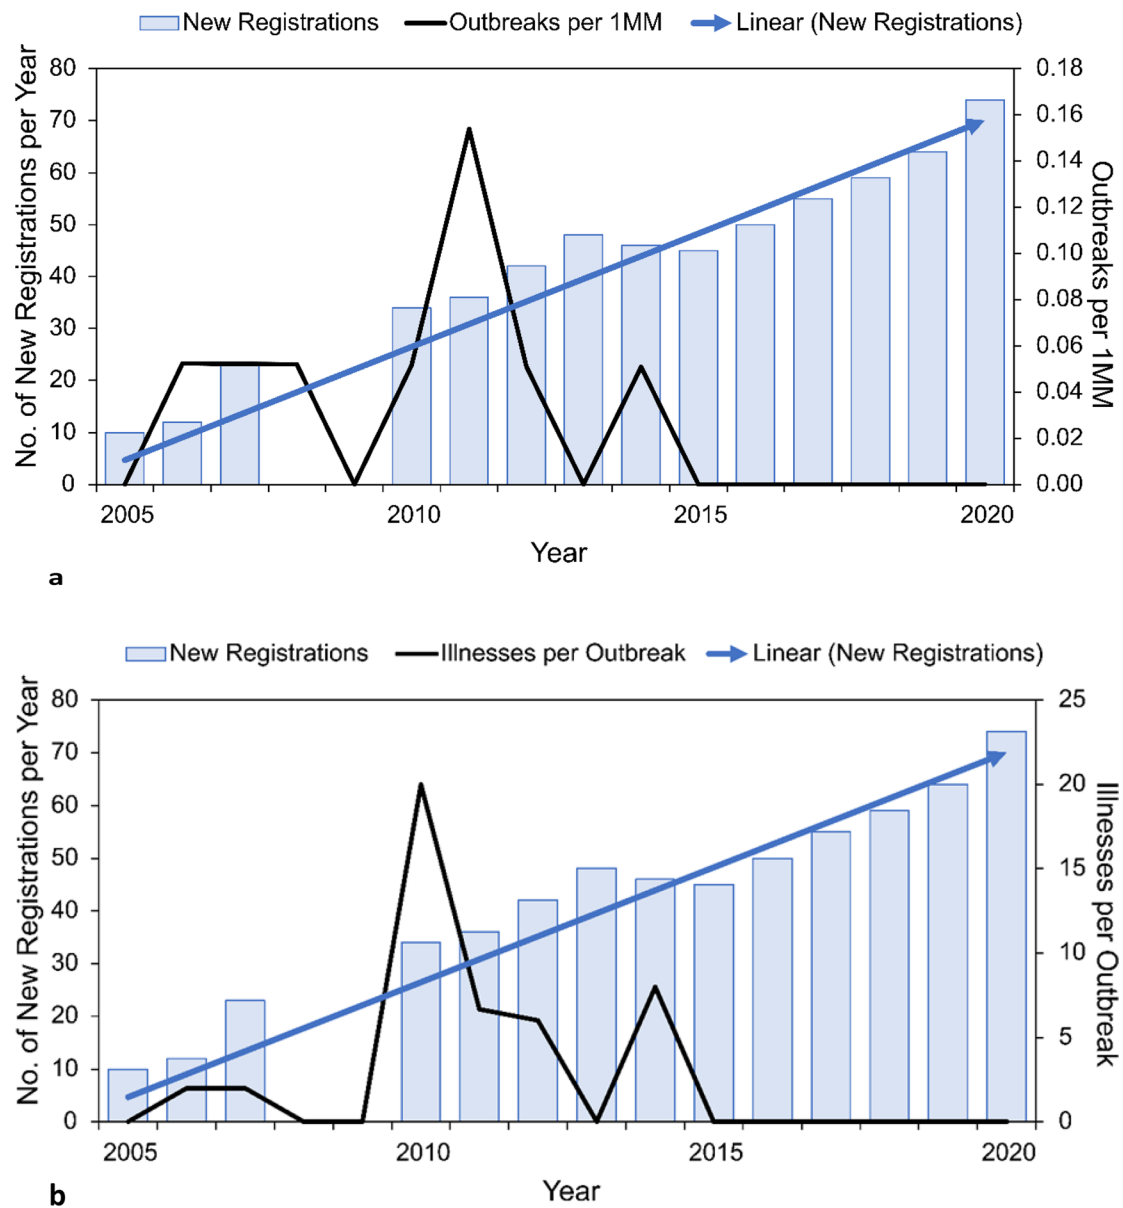 New Registrations Outbreaks per 1MM Linear (New Registrations)
No. of New Registrations per Year
80
70
60
50
40
30
20
10
0
0.18
0.16
0.14
0.12
0.10
0.08
0.06
0.04
0.02
0.00
Outbreaks per 1MM
2005 2010 2015 2020
Year
a
New Registrations Illnesses per Outbreak Linear (New Registrations)
No. of New Registrations per Year
80
70
60
50
40
30
20
10
0
25
20
15
10
5
0
Illnesses per Outbreak
2005 2010 2015 2020
Year
b